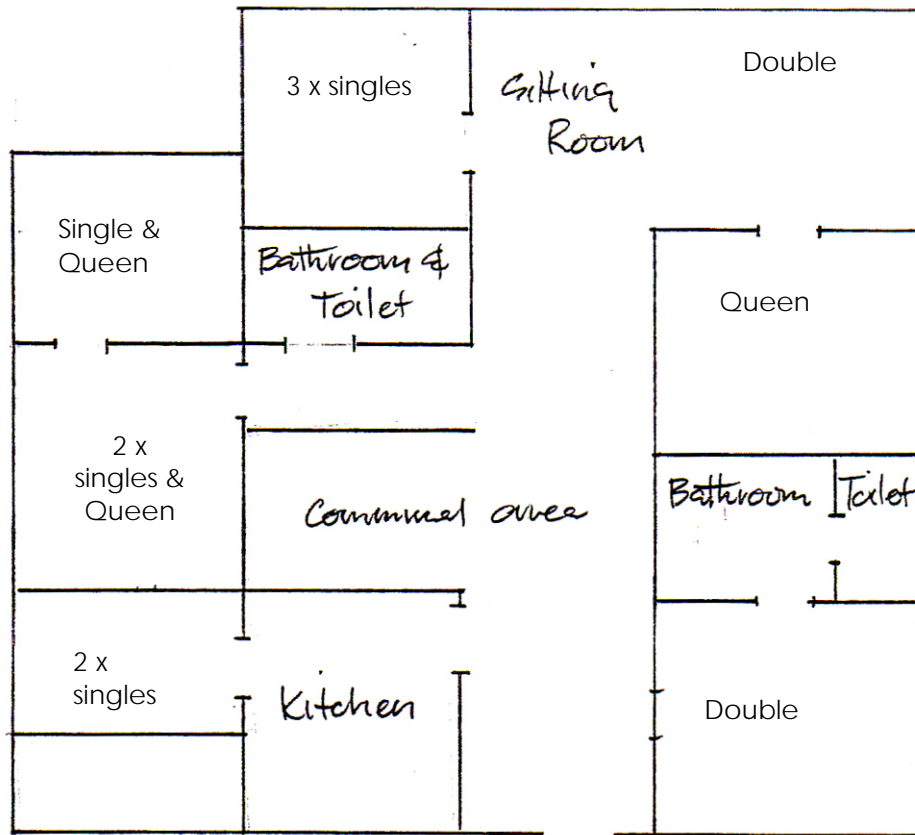 3 x singles
Sitting
Room
Double
Single &
Queen
Bathroom &
Toilet
Queen
2 x
singles &
Queen
Communal area
Bathroom
Toilet
2 x
singles
Kitchen
Double